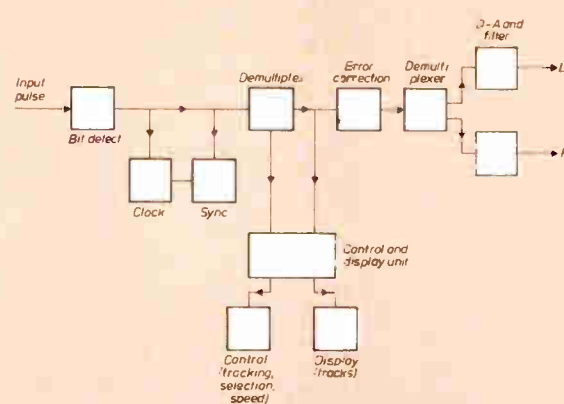 D-A and
filter
Input
pulse
Demultiplex
Error
correction
Demulti
plexer
L
Bit detect
R
Clock
Sync
Control and
display unit
Control
(tracking,
selection,
speed)
Display
(tracks)